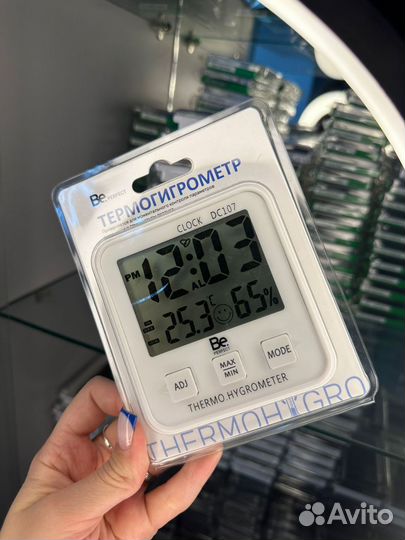 Be.
PERFECT
ТЕРМОГИГРОМЕТР
CLOCK DC107
PM 12:03
AL
-25.3°C 65%
Be.
PERFECT
ADJ
MAX
MIN
MODE
THERMO.HYGROMETER
THERMOHYGRO
Avito